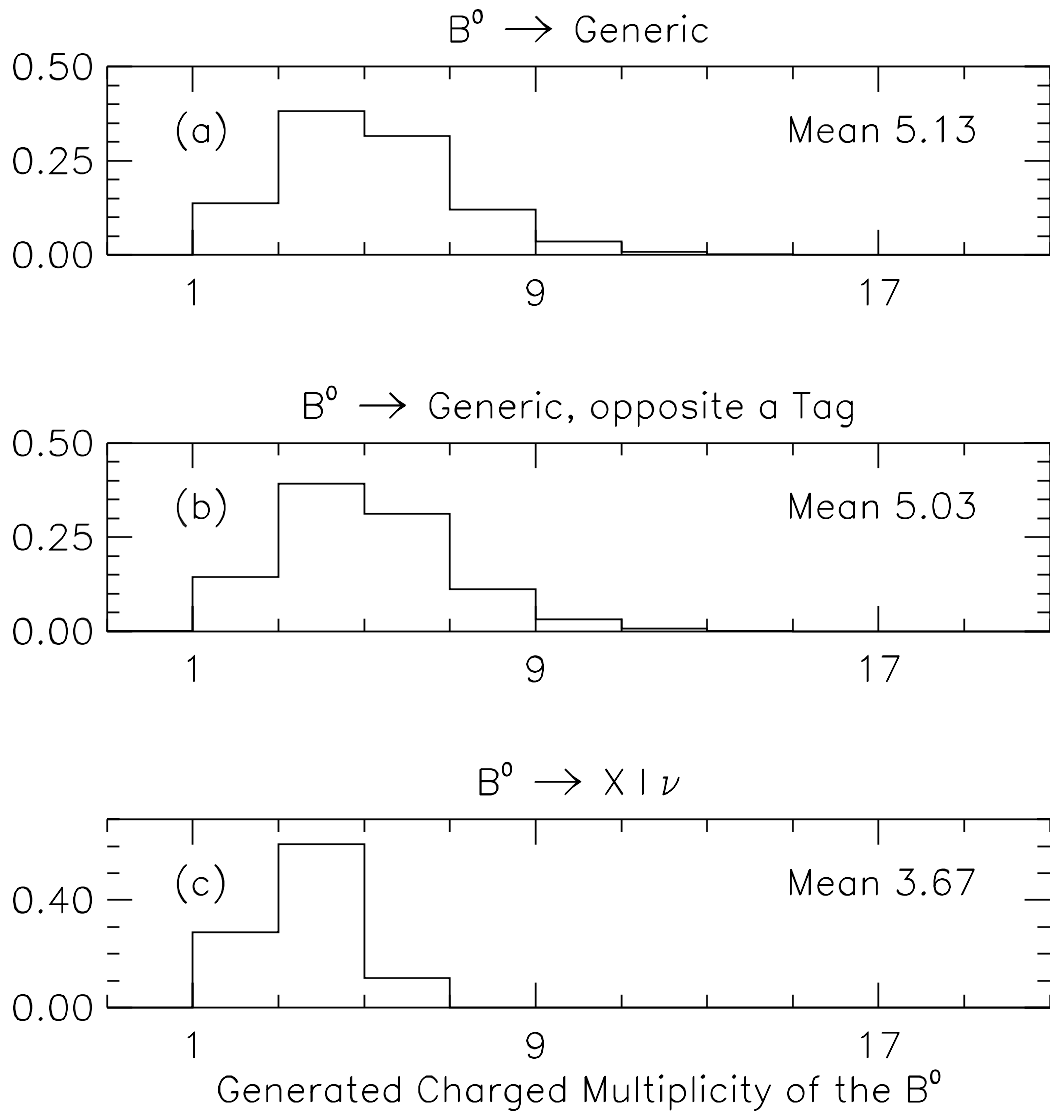 B⁰ → Generic
0.50
(a)
Mean 5.13
0.25
0.00
1
9
17
B⁰ → Generic, opposite a Tag
0.50
(b)
Mean 5.03
0.25
0.00
1
9
17
B⁰ → X l ν
(c)
Mean 3.67
0.40
0.00
1
9
17
Generated Charged Multiplicity of the B⁰